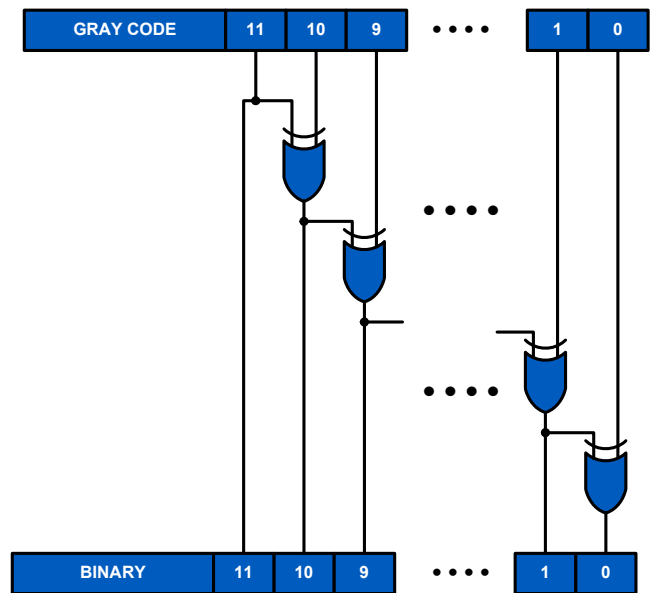 GRAY CODE 11 10 9 •••• 1 0
BINARY 11 10 9 •••• 1 0